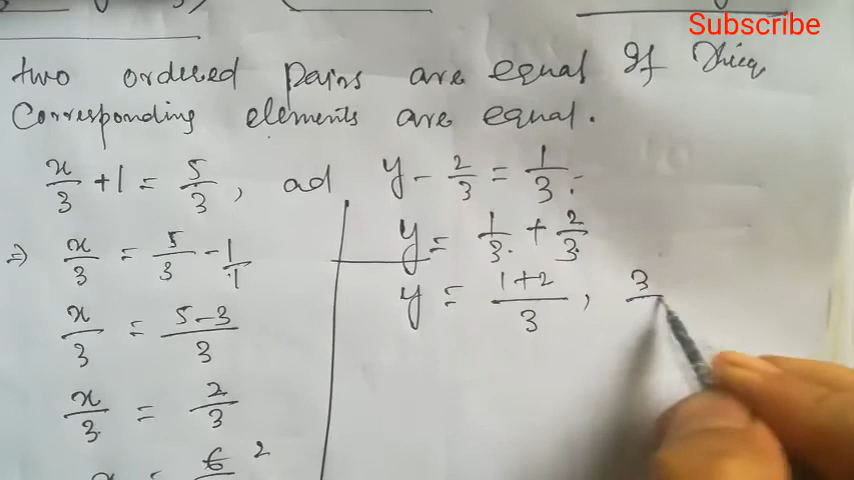 Subscribe
two ordered pairs are equal If
Corresponding elements are equal.
x/3 + 1 = 5/3, ad y - 2/3 = 1/3
⇒ x/3 = 5/3 - 1/1
y = 1/3 + 2/3
x/3 = 5-3/3
y = 1+2/3, 3
x/3 = 2/3
6 2